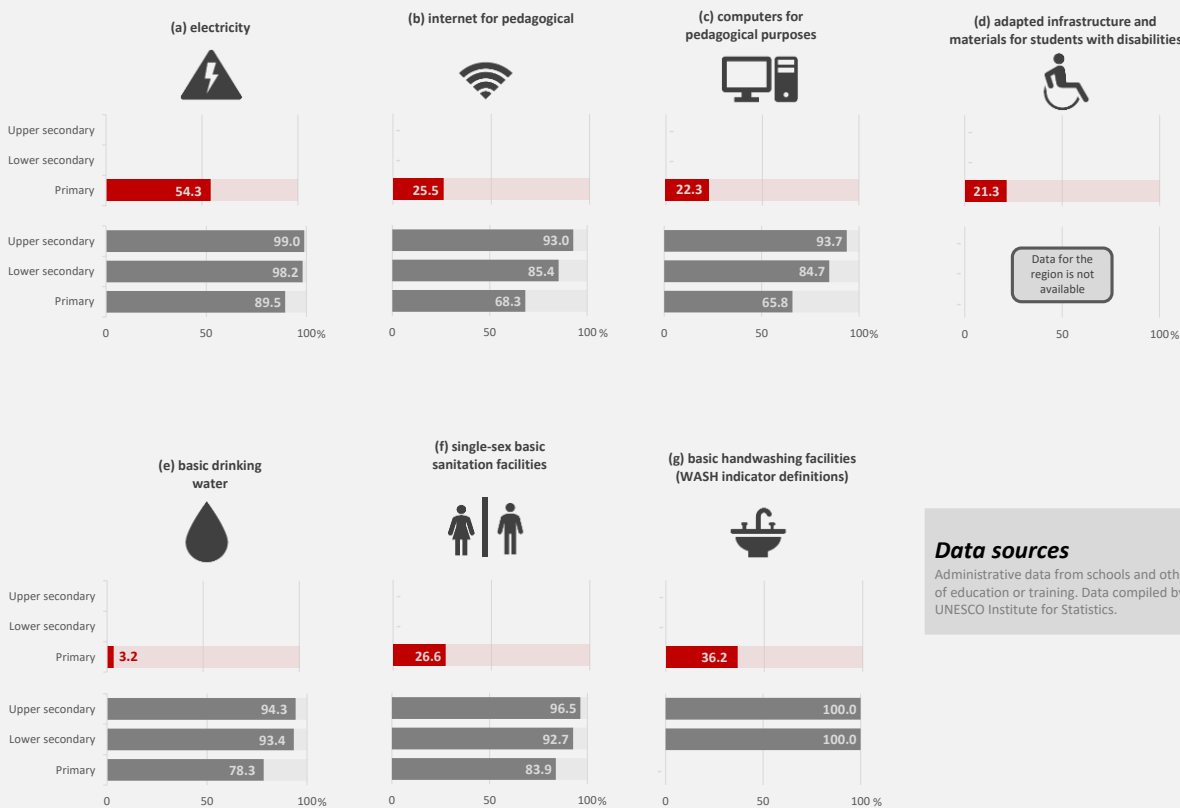 (a) electricity
(b) internet for pedagogical
(c) computers for
pedagogical purposes
(d) adapted infrastructure and
materials for students with disabilities
Upper secondary
-
-
-
Lower secondary
-
-
-
Primary
54.3
25.5
22.3
21.3
Upper secondary
99.0
93.0
93.7
-
Lower secondary
98.2
85.4
84.7
-
Primary
89.5
68.3
65.8
-
Data for the
region is not
available
0 50 100%
0 50 100%
0 50 100%
0 50 100%
(e) basic drinking
water
(f) single-sex basic
sanitation facilities
(g) basic handwashing facilities
(WASH indicator definitions)
Upper secondary
-
-
Lower secondary
-
-
Primary
3.2
26.6
36.2
Upper secondary
94.3
96.5
100.0
Lower secondary
93.4
92.7
100.0
Primary
78.3
83.9
-
0 50 100%
0 50 100%
0 50 100%
Data sources
Administrative data from schools and oth
of education or training. Data compiled by
UNESCO Institute for Statistics.